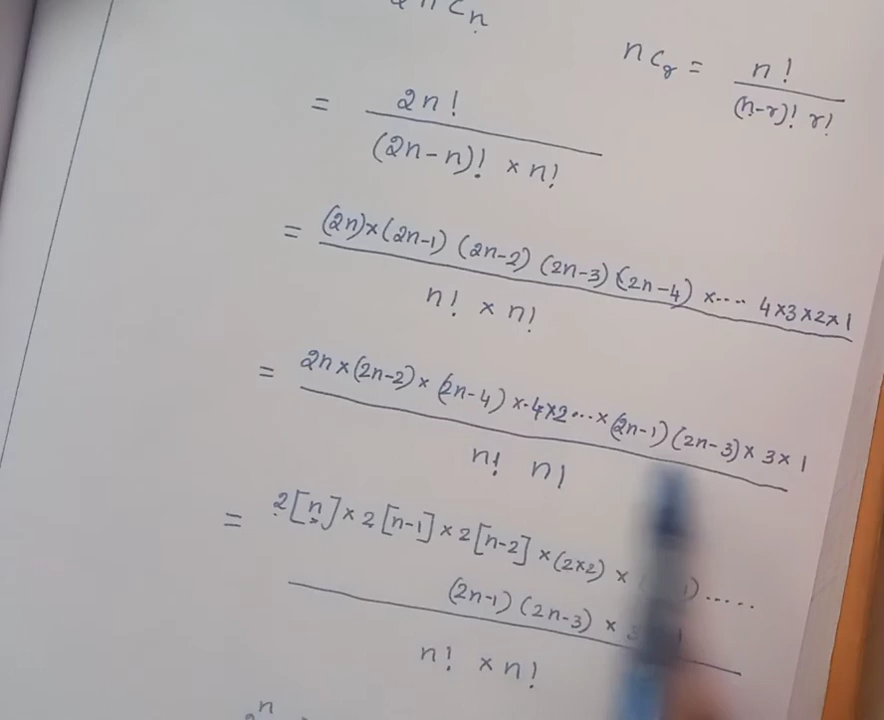 2n Cn
nCr = n! / (n-r)! r!
= 2n! / (2n-n)! × n!
= (2n)×(2n-1) (2n-2) (2n-3) (2n-4) ×.... 4×3×2×1 / n! × n!
= 2n×(2n-2)× (2n-4) ×.4×2...×(2n-1) (2n-3)× 3×1 / n! n!
= 2[n]×2[n-1]×2[n-2]×(2×2)× .....
(2n-1) (2n-3) × / n! × n!
n